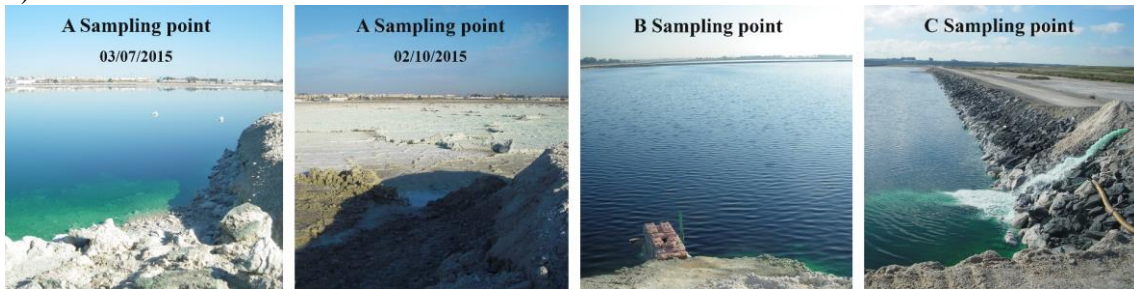 A Sampling point
03/07/2015
A Sampling point
02/10/2015
B Sampling point
C Sampling point